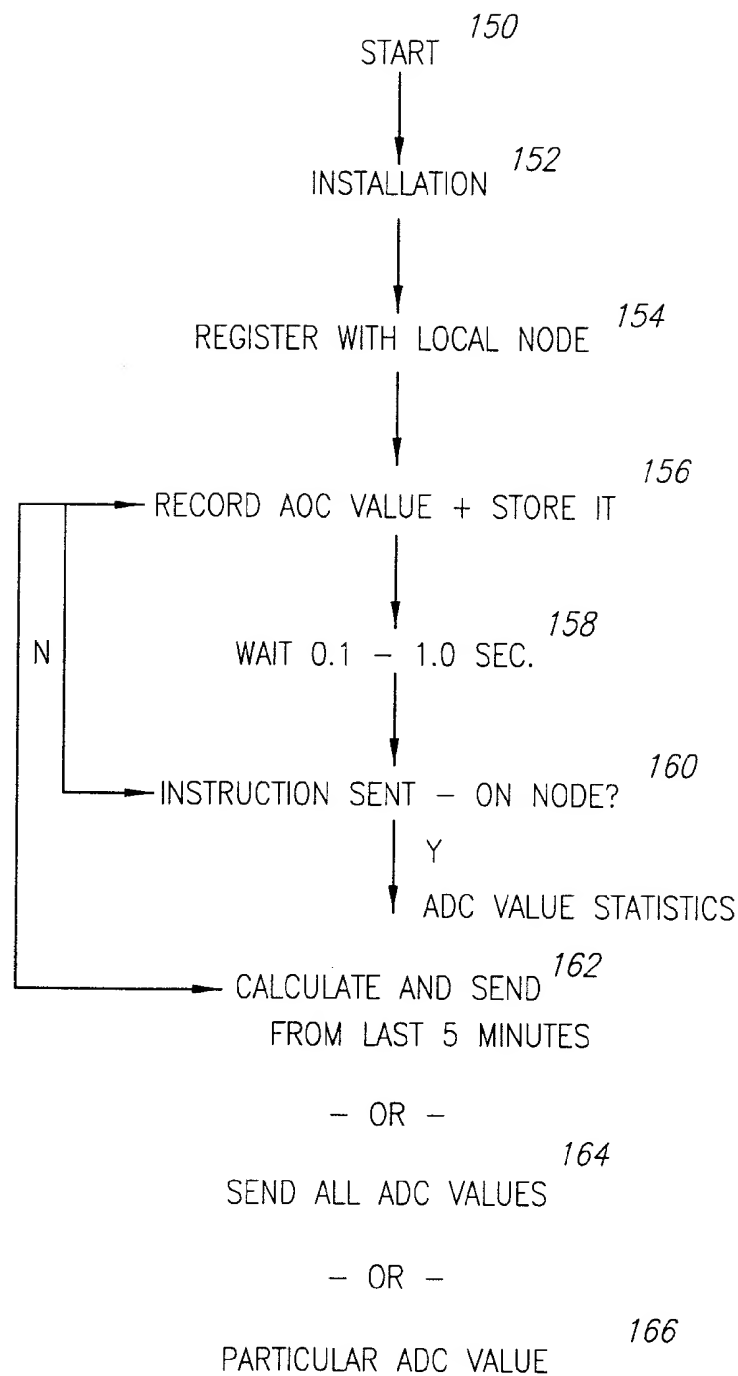 150
START
152
INSTALLATION
154
REGISTER WITH LOCAL NODE
156
RECORD AOC VALUE + STORE IT
158
N
WAIT 0.1 – 1.0 SEC.
160
INSTRUCTION SENT – ON NODE?
Y
ADC VALUE STATISTICS
162
CALCULATE AND SEND
FROM LAST 5 MINUTES
– OR –
164
SEND ALL ADC VALUES
– OR –
166
PARTICULAR ADC VALUE